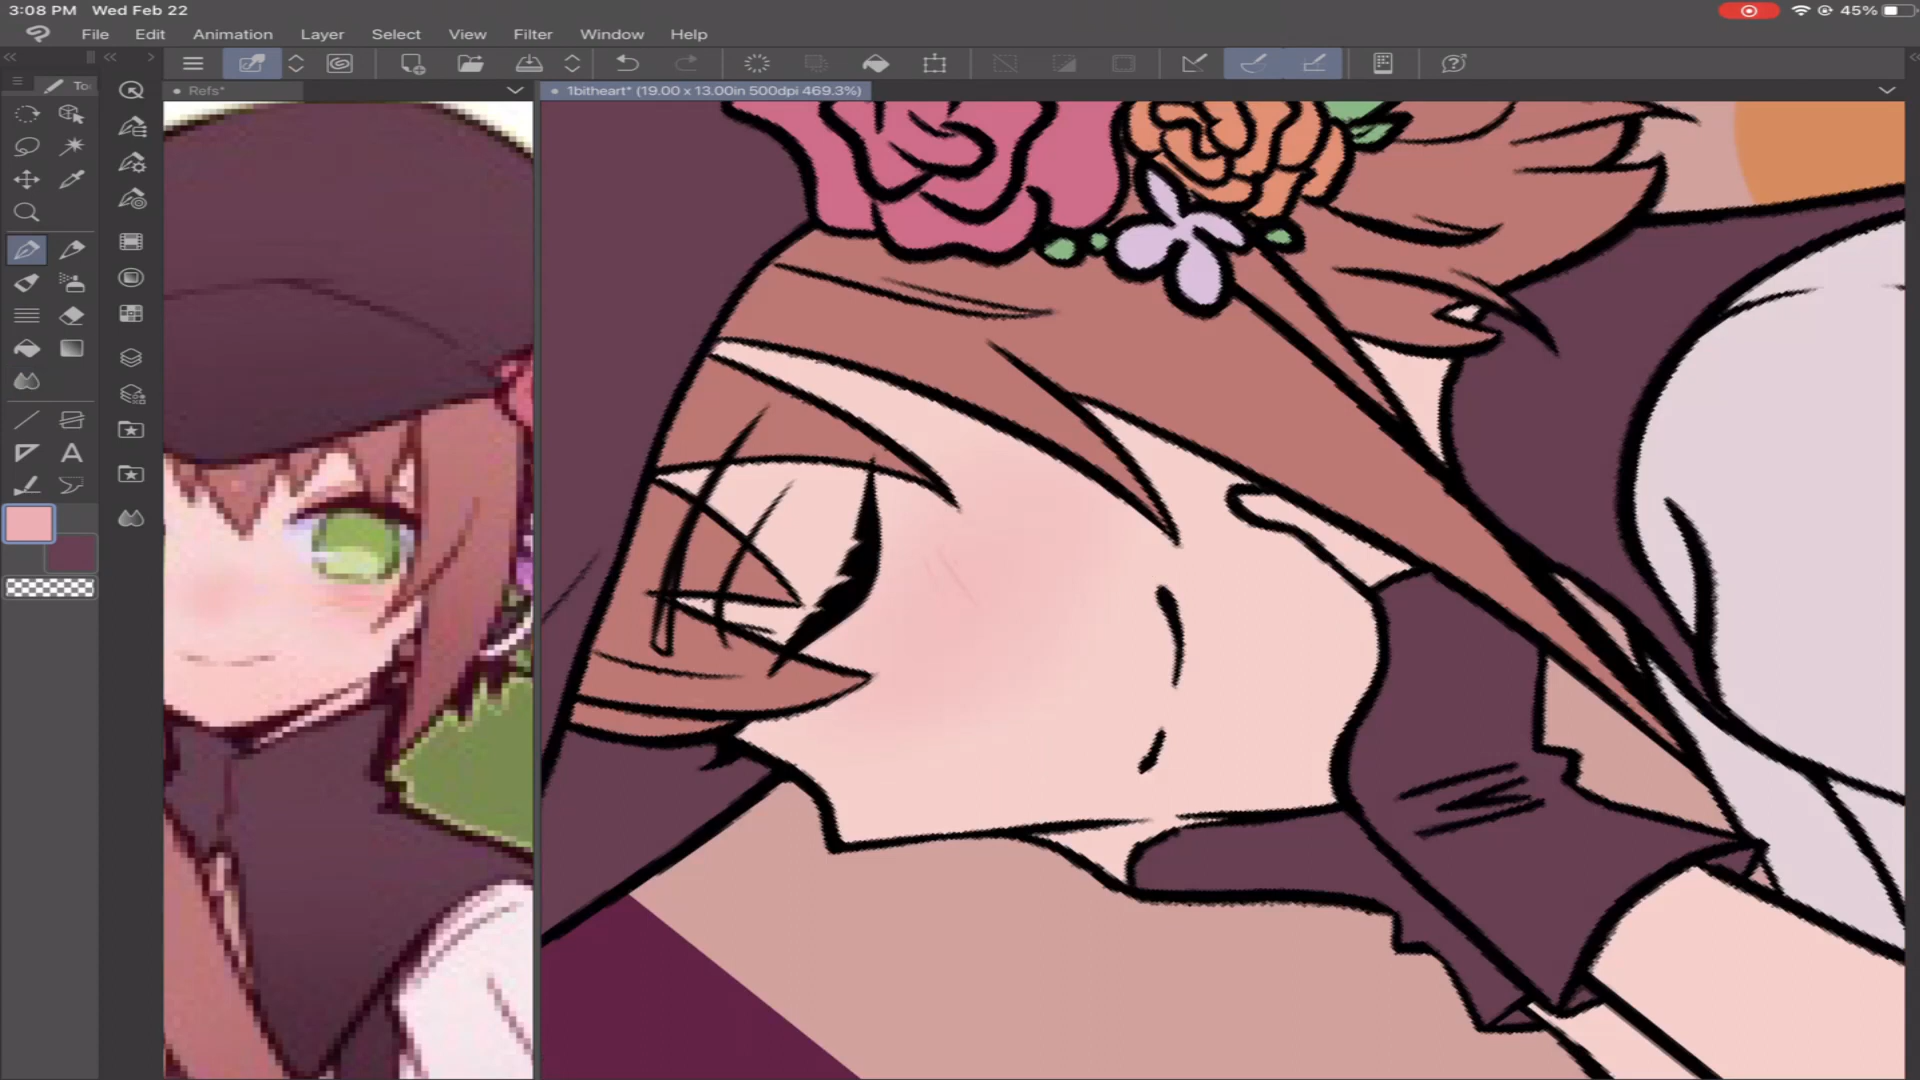 3:08 PM Wed Feb 22
45%
File Edit Animation Layer Select View Filter Window Help
To
Refs*
1bitheart* (19.00 x 13.00in 500dpi 469.3%)
A